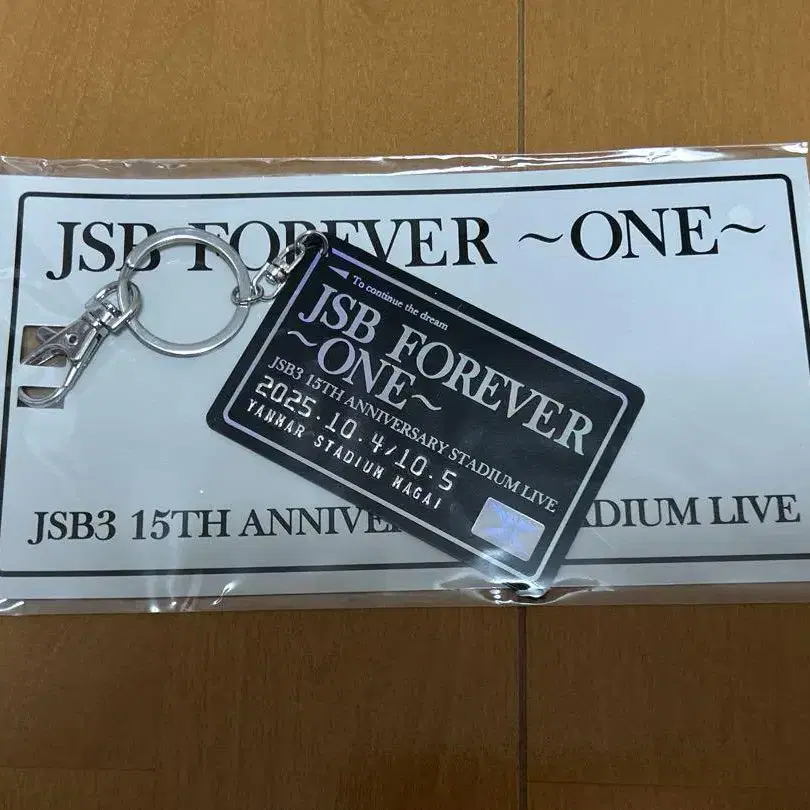 JSB FOREVER ~ONE~
To continue the dream
JSB FOREVER
~ONE~
JSB3 15TH ANNIVERSARY STADIUM LIVE
2025.10.4/10.5
YANMAR STADIUM NAGAI
JSB3 15TH ANNIVE ADIUM LIVE